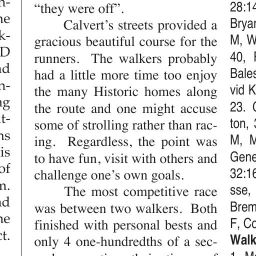 “they were off”.
Calvert’s streets provided a
gracious beautiful course for the
runners. The walkers probably
had a little more time too enjoy
the many Historic homes along
the route and one might accuse
some of strolling rather than rac-
ing. Regardless, the point was
to have fun, visit with others and
challenge one’s own goals.
The most competitive race
was between two walkers. Both
finished with personal bests and
only 4 one-hundredths of a sec-
28:14
Bryan
M, W
40, F
Bales
vid K
23. C
ton, 3
M, M
Gene
32:16
sse,
Brem
F, Co
Walk